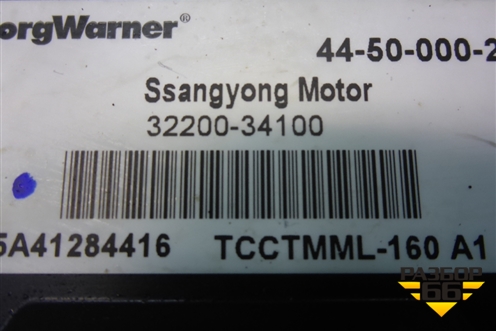 orgWarner®
44-50-000-2
Ssangyong Motor
32200-34100
5A41284416 TCCTMML-160 A1
РАЗБОР
66